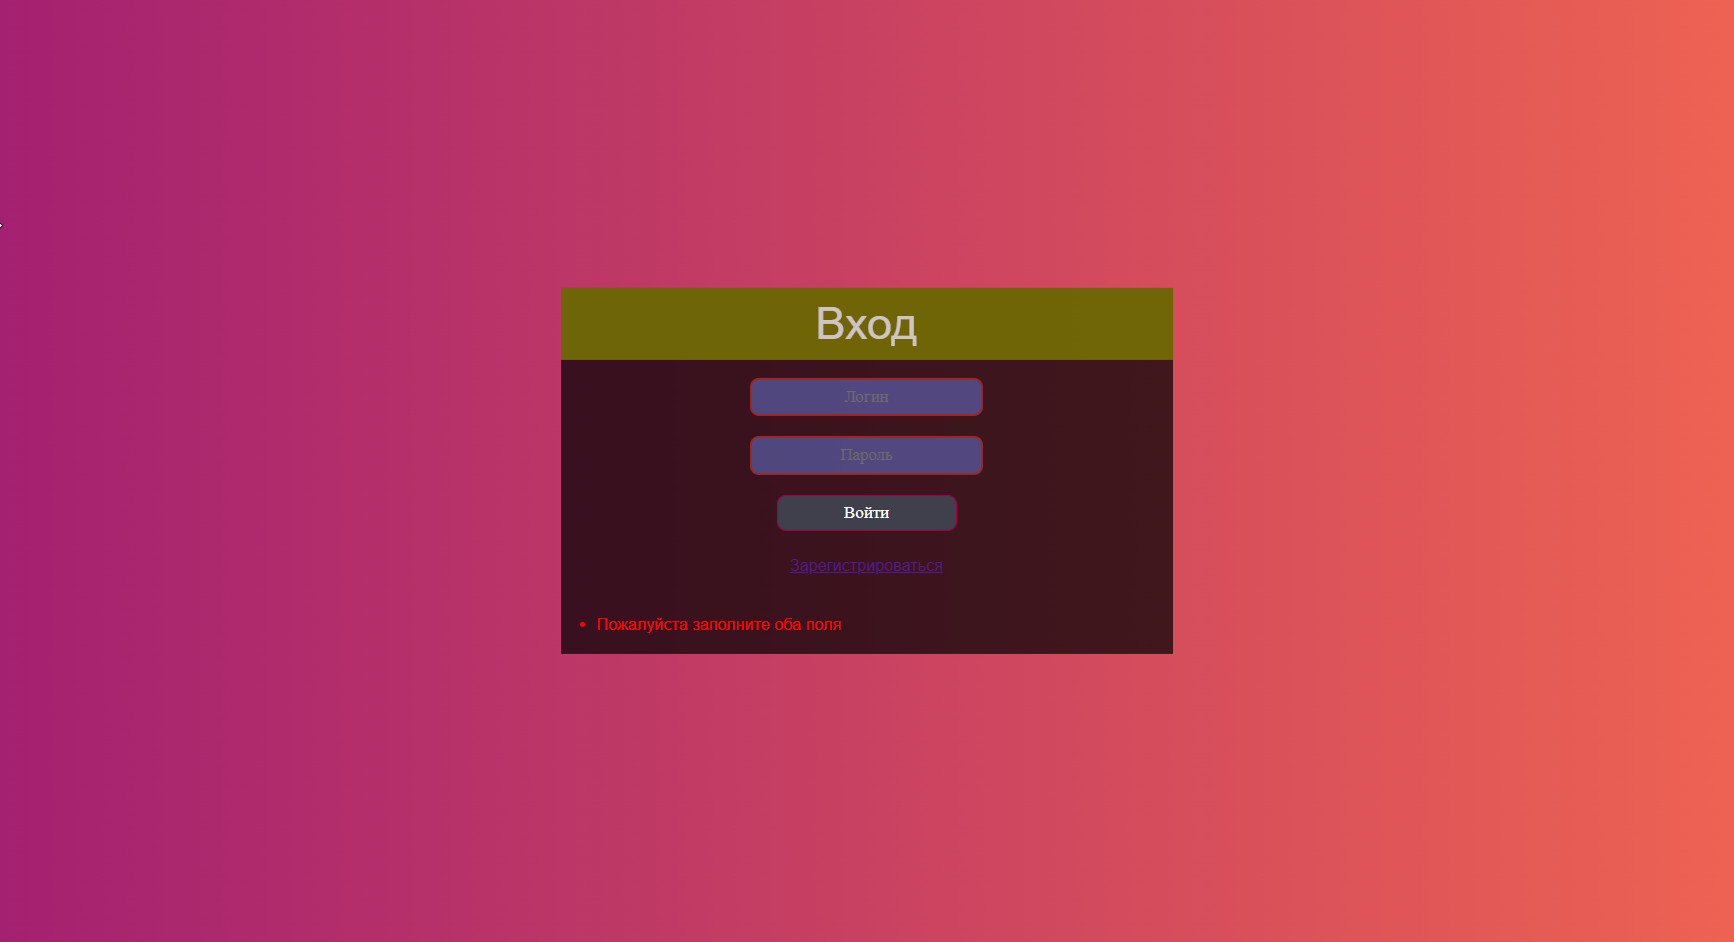 Вход
Логин
Пароль
Войти
Зарегистрироваться
• Пожалуйста заполните оба поля